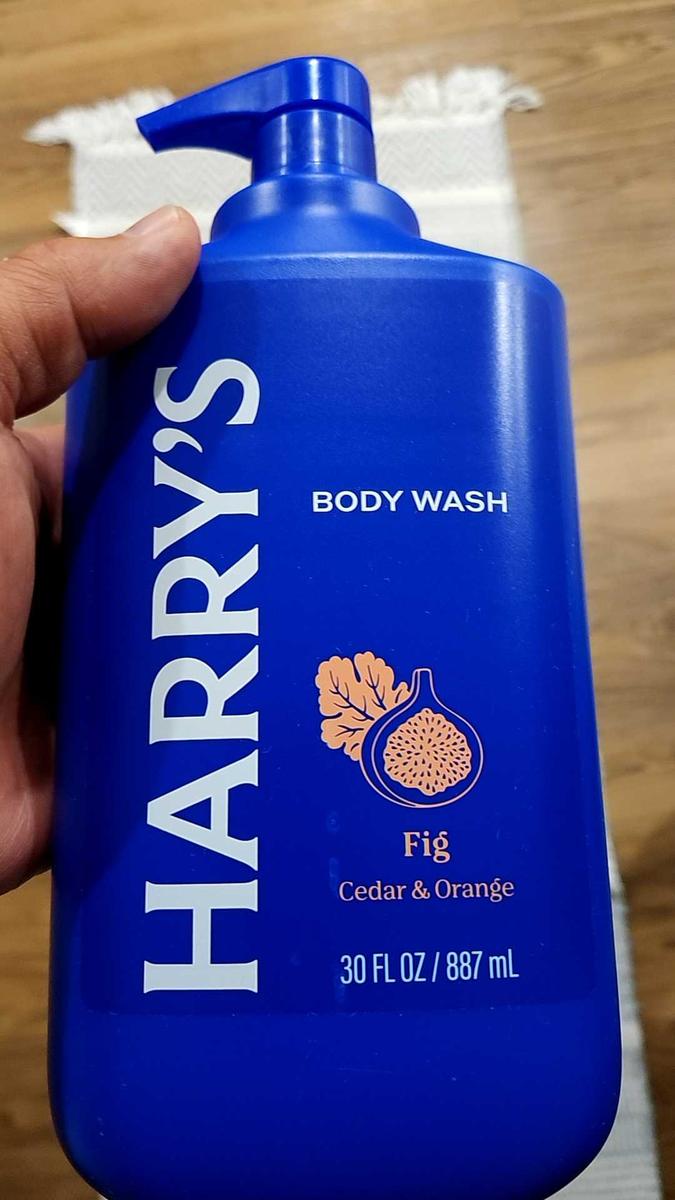 HARRY'S
BODY WASH
Fig
Cedar & Orange
30 FL OZ / 887 mL